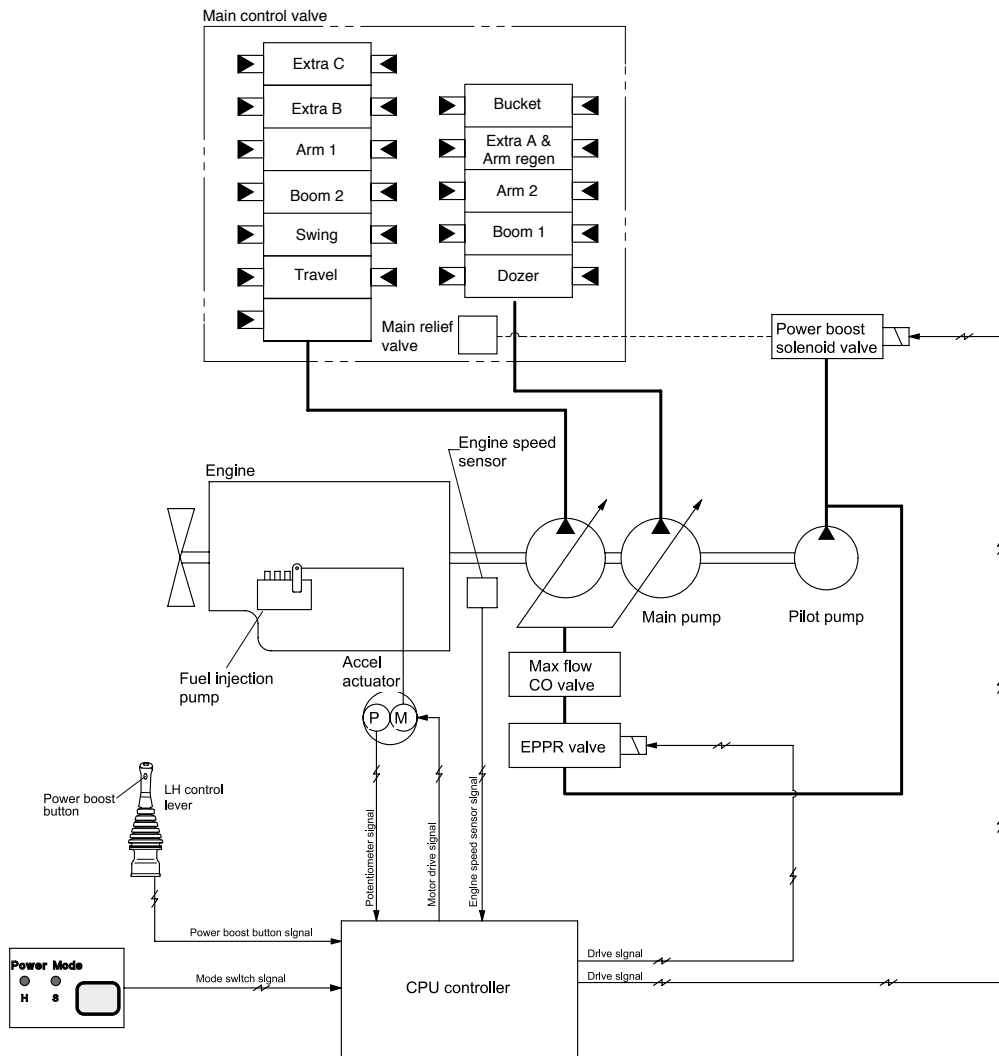 Main control valve
Extra C
Extra B
Arm 1
Boom 2
Swing
Travel
Bucket
Extra A &
Arm regen
Arm 2
Boom 1
Dozer
Main relief
valve
Power boost
solenoid valve
Engine speed
sensor
Engine
Main pump
Pilot pump
Fuel injection
pump
Accel
actuator
P
M
Max flow
CO valve
EPPR valve
Power boost
button
LH control
lever
Potentiometer signal
Motor drive signal
Engine speed sensor signal
Power boost button signal
Mode switch signal
Power Mode
H
S
CPU controller
Drive signal
Drive signal